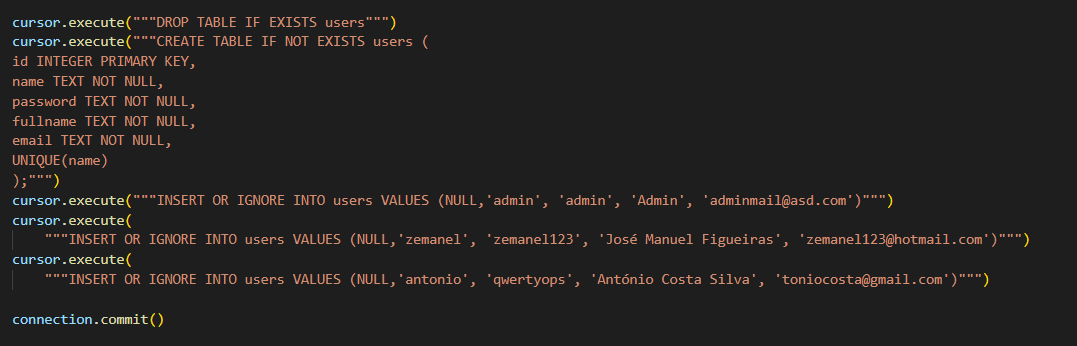 cursor.execute("""DROP TABLE IF EXISTS users""")
cursor.execute("""CREATE TABLE IF NOT EXISTS users (
id INTEGER PRIMARY KEY,
name TEXT NOT NULL,
password TEXT NOT NULL,
fullname TEXT NOT NULL,
email TEXT NOT NULL,
UNIQUE(name)
);""")
cursor.execute("""INSERT OR IGNORE INTO users VALUES (NULL,'admin', 'admin', 'Admin', 'adminmail@asd.com')""")
cursor.execute(
    """INSERT OR IGNORE INTO users VALUES (NULL,'zemanel', 'zemanel123', 'José Manuel Figueiras', 'zemanel123@hotmail.com')""")
cursor.execute(
    """INSERT OR IGNORE INTO users VALUES (NULL,'antonio', 'qwertyops', 'António Costa Silva', 'toniocosta@gmail.com')""")
connection.commit()